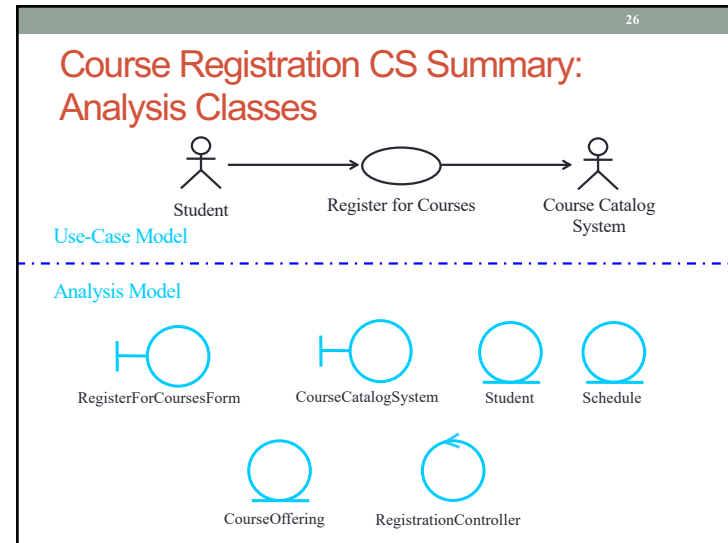 26
Course Registration CS Summary:
Analysis Classes
Student
Register for Courses
Course Catalog
System
Use-Case Model
Analysis Model
RegisterForCoursesForm
CourseCatalogSystem
Student
Schedule
CourseOffering
RegistrationController